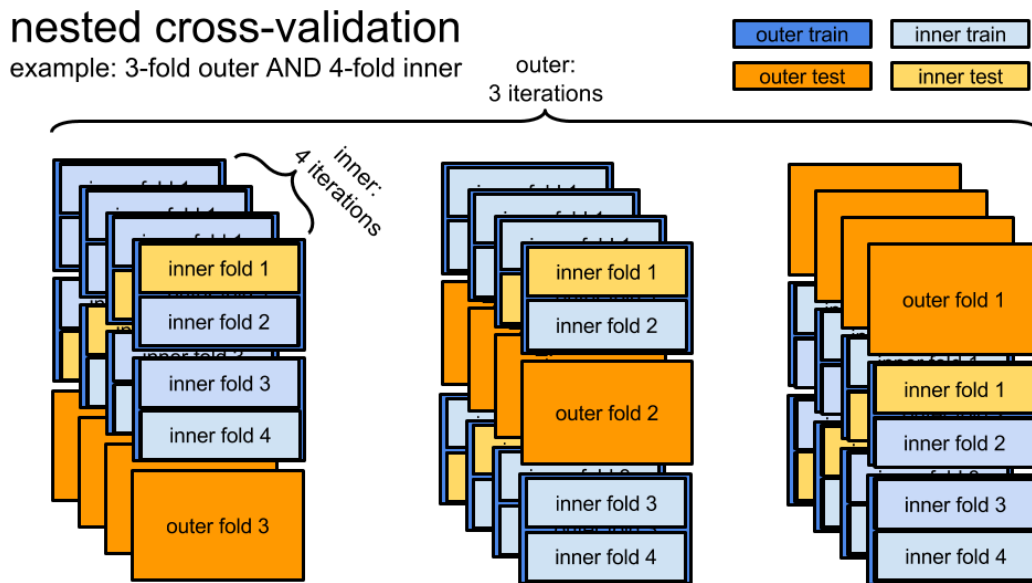 nested cross-validation
example: 3-fold outer AND 4-fold inner
outer train
inner train
outer test
inner test
outer:
3 iterations
inner:
4 iterations
inner fold 1
inner fold 2
inner fold 3
inner fold 4
outer fold 3
inner fold 1
inner fold 2
outer fold 2
inner fold 3
inner fold 4
outer fold 1
inner fold 1
inner fold 2
inner fold 3
inner fold 4